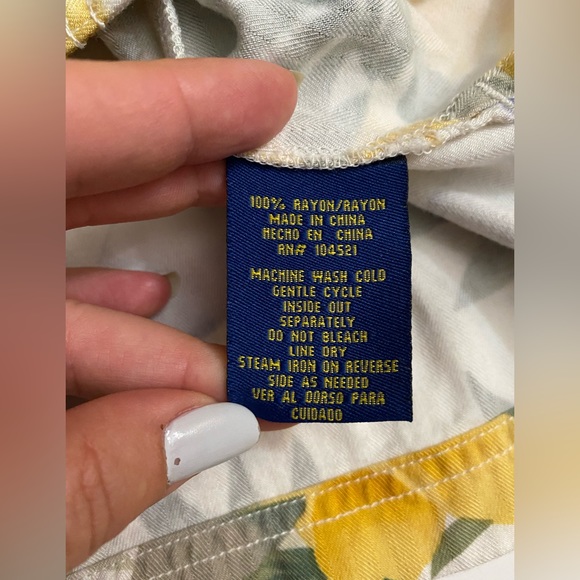 100% RAYON/RAYON
MADE IN CHINA
HECHO EN CHINA
RN# 104521
MACHINE WASH COLD
GENTLE CYCLE
INSIDE OUT
SEPARATELY
DO NOT BLEACH
LINE DRY
STEAM IRON ON REVERSE
SIDE AS NEEDED
VER AL DORSO PARA
CUIDADO